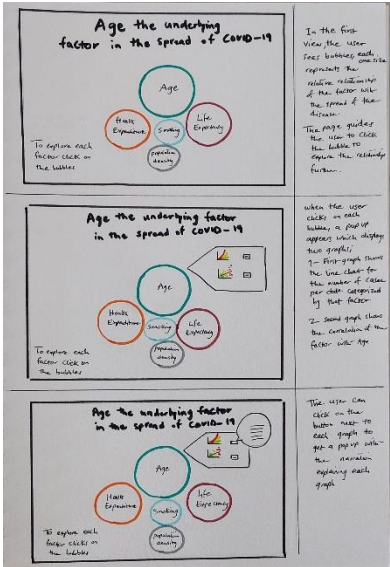 Age the underlying
factor in the spread of COVID-19
Age
Health
Expenditure
Smoking
Life
Expectancy
population
density
To explore each
factor click on
the bubbles
In the first
view, the user
sees bubbles, each
one size
represents the
relative relationship
of the factor with
the spread of the
disease.
The page guides
the user to click
the bubble to
explore the relationship
further.
Age the underlying factor
in the spread of COVID-19
Age
Health
Expenditure
Smoking
Life
Expectancy
population
density
To explore each
factor click on
the bubbles
when the user
clicks on each
bubble, a pop up
appears which displays
two graphs;
1- First graph shows
the line chart for
the number of cases
per date categorized
by that factor
2- second graph shows
the correlation of the
factor with Age
Age the underlying factor
in the spread of COVID-19
Age
Health
Expenditure
Smoking
Life
Expectancy
population
density
To explore each
factor clicks on
the bubbles
The user can
click on the
button next to
each graph to
get a pop up with
the narration
explaining each
graph